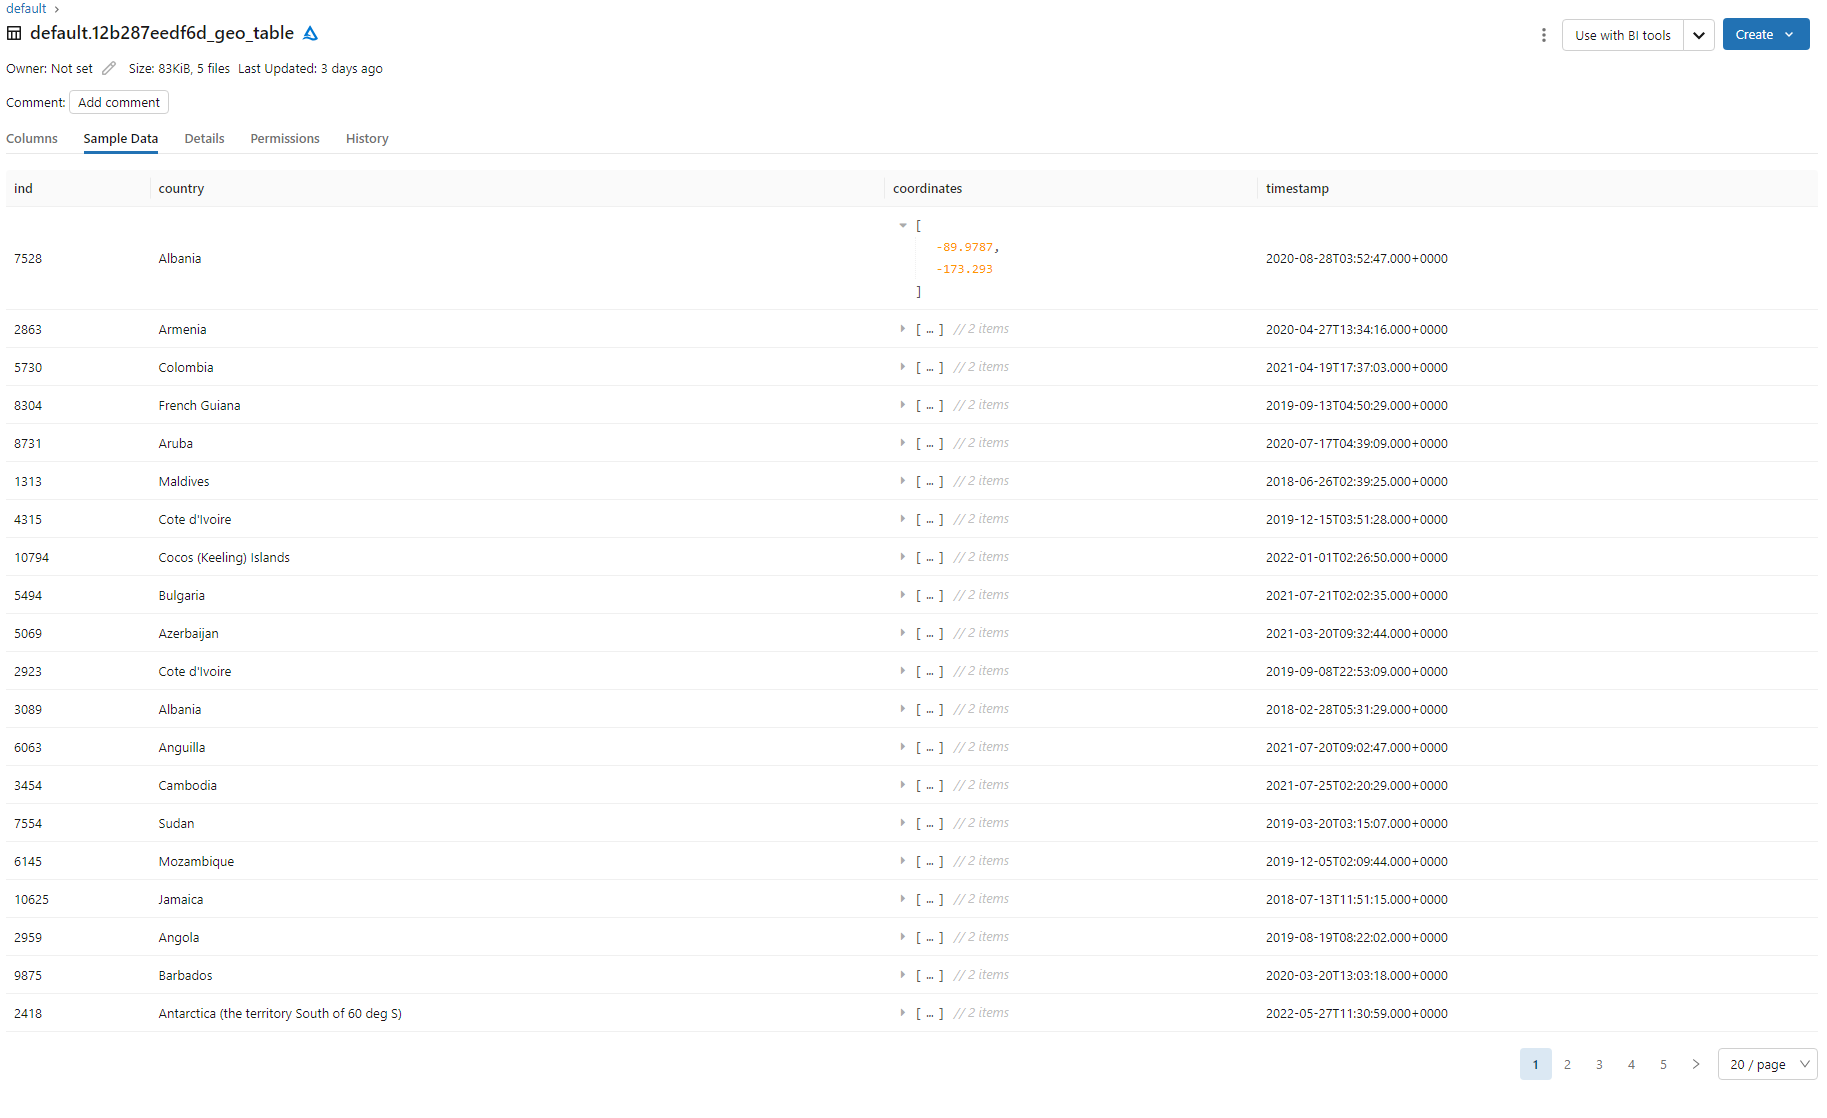 default ›
default.12b287eedf6d_geo_table
Use with BI tools
Create
Owner: Not set Size: 83KiB, 5 files Last Updated: 3 days ago
Comment: Add comment
Columns Sample Data Details Permissions History
ind country coordinates timestamp
[
7528 Albania -89.9787, 2020-08-28T03:52:47.000+0000
-173.293
]
2863 Armenia [ … ] // 2 items 2020-04-27T13:34:16.000+0000
5730 Colombia [ … ] // 2 items 2021-04-19T17:37:03.000+0000
8304 French Guiana [ … ] // 2 items 2019-09-13T04:50:29.000+0000
8731 Aruba [ … ] // 2 items 2020-07-17T04:39:09.000+0000
1313 Maldives [ … ] // 2 items 2018-06-26T02:39:25.000+0000
4315 Cote d'Ivoire [ … ] // 2 items 2019-12-15T03:51:28.000+0000
10794 Cocos (Keeling) Islands [ … ] // 2 items 2022-01-01T02:26:50.000+0000
5494 Bulgaria [ … ] // 2 items 2021-07-21T02:02:35.000+0000
5069 Azerbaijan [ … ] // 2 items 2021-03-20T09:32:44.000+0000
2923 Cote d'Ivoire [ … ] // 2 items 2019-09-08T22:53:09.000+0000
3089 Albania [ … ] // 2 items 2018-02-28T05:31:29.000+0000
6063 Anguilla [ … ] // 2 items 2021-07-20T09:02:47.000+0000
3454 Cambodia [ … ] // 2 items 2021-07-25T02:20:29.000+0000
7554 Sudan [ … ] // 2 items 2019-03-20T03:15:07.000+0000
6145 Mozambique [ … ] // 2 items 2019-12-05T02:09:44.000+0000
10625 Jamaica [ … ] // 2 items 2018-07-13T11:51:15.000+0000
2959 Angola [ … ] // 2 items 2019-08-19T08:22:02.000+0000
9875 Barbados [ … ] // 2 items 2020-03-20T13:03:18.000+0000
2418 Antarctica (the territory South of 60 deg S) [ … ] // 2 items 2022-05-27T11:30:59.000+0000
1 2 3 4 5 > 20 / page